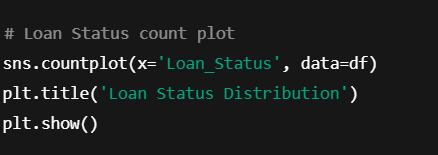 # Loan Status count plot
sns.countplot(x='Loan_Status', data=df)
plt.title('Loan Status Distribution')
plt.show()